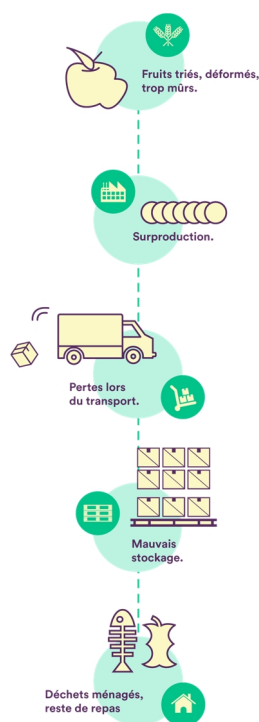 Fruits triés, déformés,
trop mûrs.
Surproduction.
Pertes lors
du transport.
Mauvais
stockage.
Déchets ménagés,
reste de repas